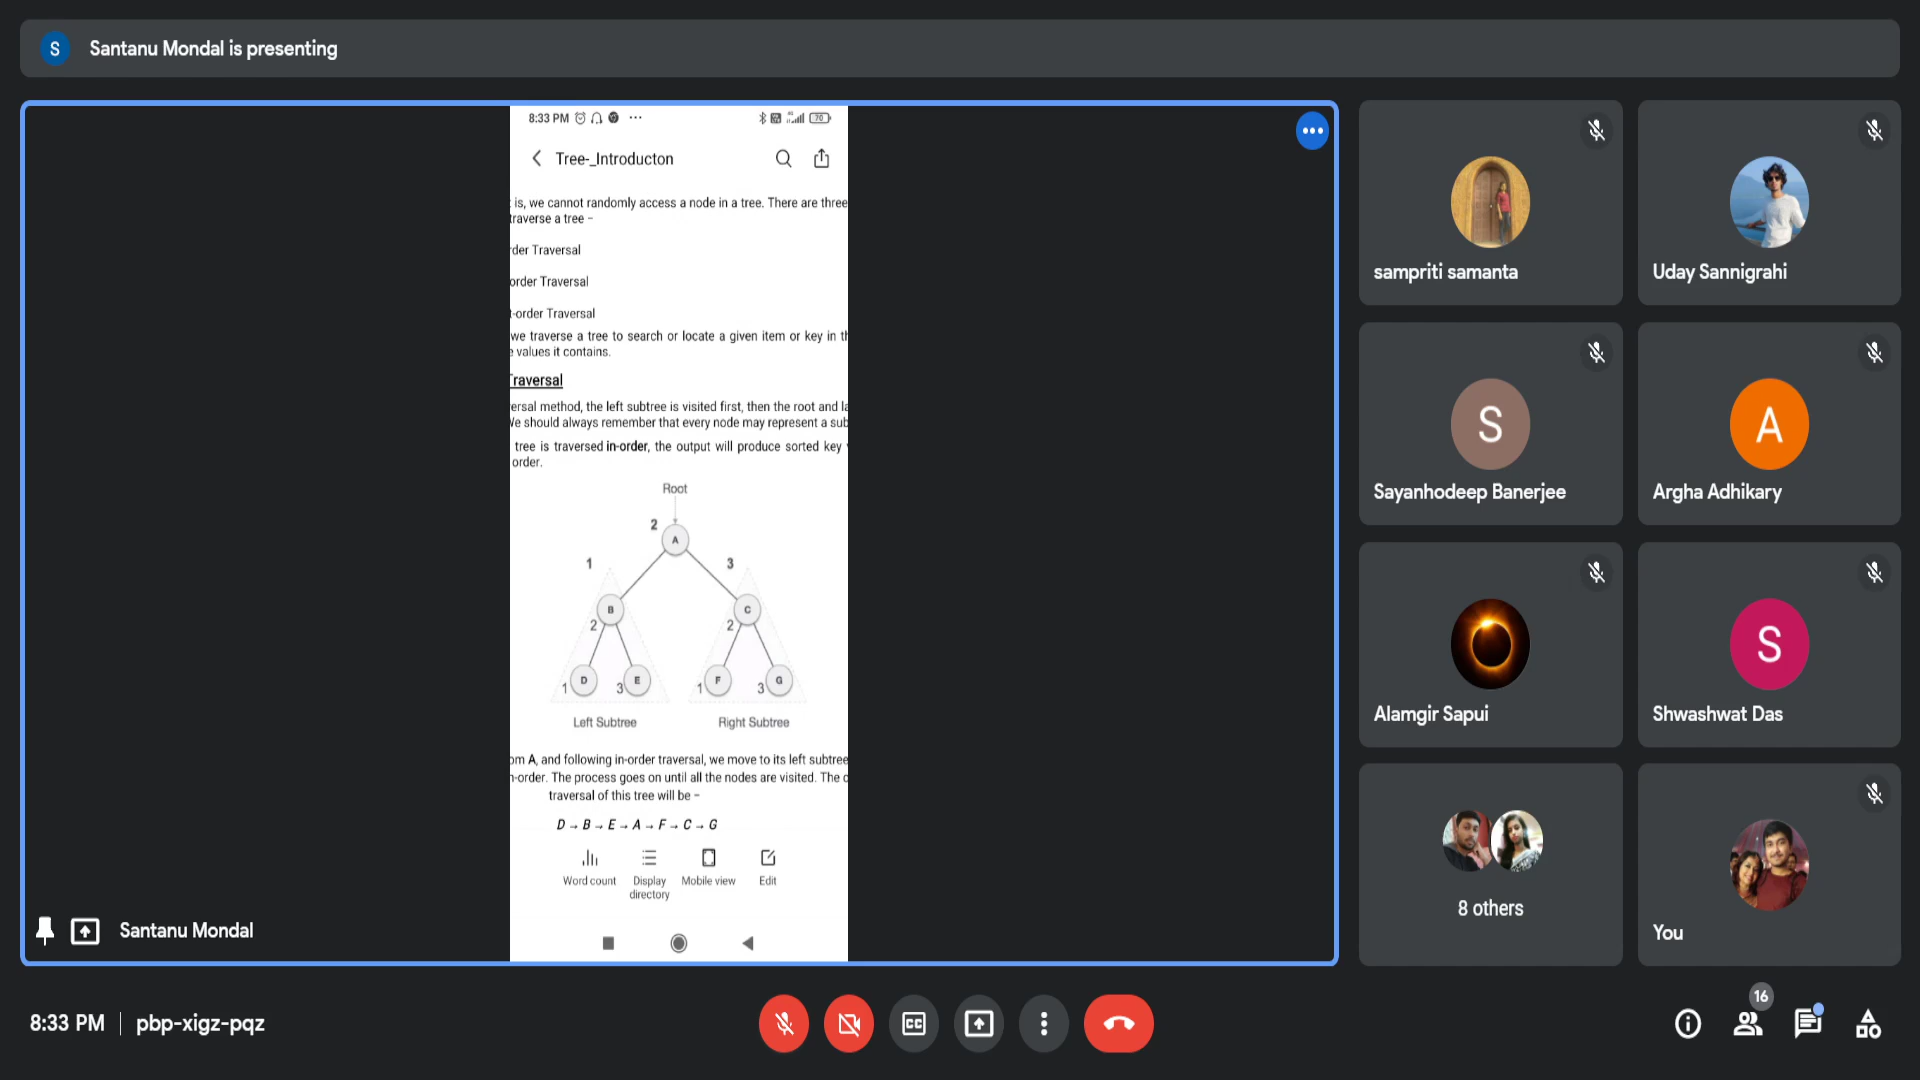 S
Santanu Mondal is presenting
8:33 PM
70
Tree-_Introducton
is, we cannot randomly access a node in a tree. There are three
traverse a tree –
rder Traversal
order Traversal
t-order Traversal
we traverse a tree to search or locate a given item or key in th
e values it contains.
Traversal
ersal method, the left subtree is visited first, then the root and la
We should always remember that every node may represent a sub
tree is traversed in-order, the output will produce sorted key
order.
Root
2
A
1
3
B
C
2
2
D
E
F
G
1
3
1
3
Left Subtree
Right Subtree
om A, and following in-order traversal, we move to its left subtree
n-order. The process goes on until all the nodes are visited. The o
traversal of this tree will be –
D → B → E → A → F → C → G
Word count
Display directory
Mobile view
Edit
Santanu Mondal
sampriti samanta
Uday Sannigrahi
S
Sayanhodeep Banerjee
A
Argha Adhikary
Alamgir Sapui
S
Shwashwat Das
8 others
You
8:33 PM | pbp-xigz-pqz
CC
16